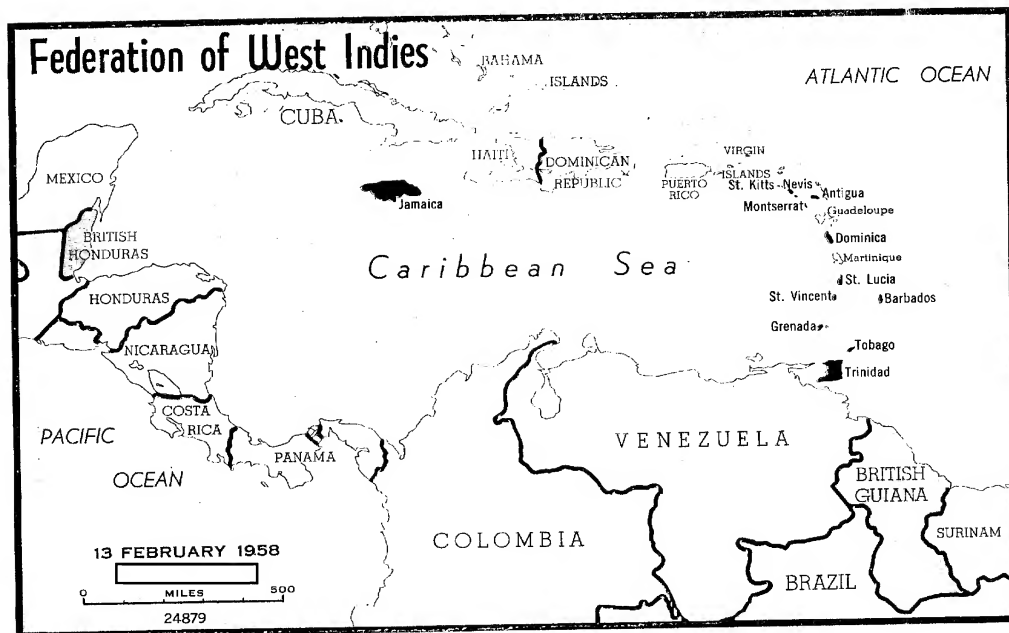 Federation of West Indies
BAHAMA
ISLANDS
ATLANTIC OCEAN
CUBA
MEXICO
HAITI
DOMINICAN
REPUBLIC
PUERTO
RICO
VIRGIN
ISLANDS
St. Kitts
Nevis
Antigua
Montserrat
Guadeloupe
Jamaica
BRITISH
HONDURAS
Dominica
Martinique
Caribbean Sea
St. Lucia
HONDURAS
St. Vincent
Barbados
Grenada
NICARAGUA
Tobago
Trinidad
COSTA
RICA
PACIFIC
OCEAN
PANAMA
VENEZUELA
BRITISH
GUIANA
COLOMBIA
SURINAM
BRAZIL
13 FEBRUARY 1958
0 MILES 500
24879